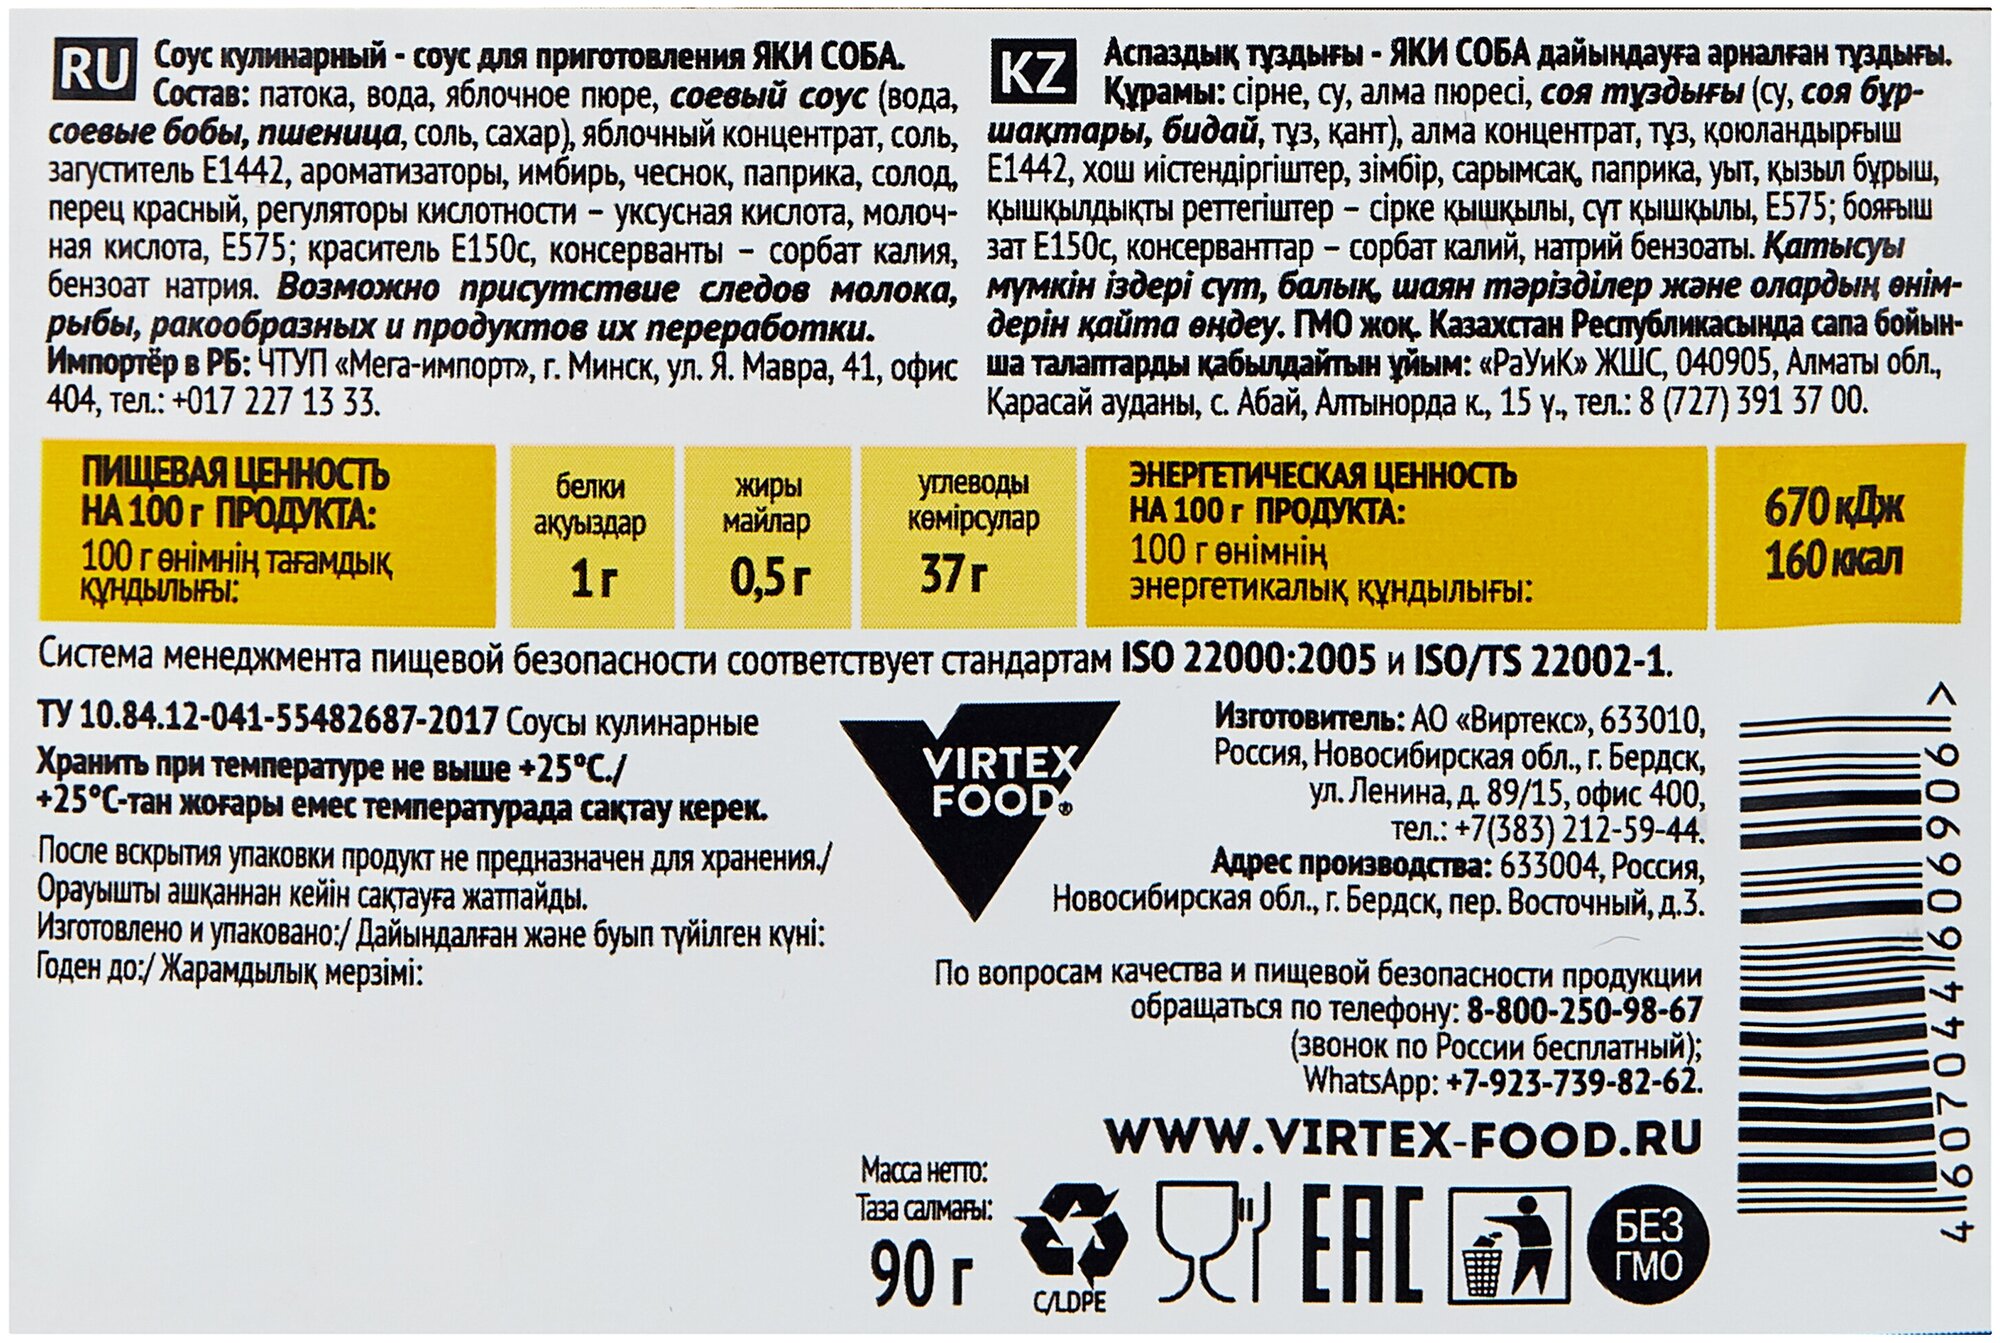 RU
Соус кулинарный - соус для приготовления ЯКИ СОБА.
Состав: патока, вода, яблочное пюре, соевый соус (вода,
соевые бобы, пшеница, соль, сахар), яблочный концентрат, соль,
загуститель Е1442, ароматизаторы, имбирь, чеснок, паприка, солод,
перец красный, регуляторы кислотности – уксусная кислота, молоч-
ная кислота, Е575; краситель Е150с, консерванты – сорбат калия,
бензоат натрия. Возможно присутствие следов молока,
рыбы, ракообразных и продуктов их переработки.
Импортёр в РБ: ЧТУП «Мега-импорт», г. Минск, ул. Я. Мавра, 41, офис
404, тел.: +017 227 13 33.
KZ
Аспаздық тұздығы - ЯКИ СОБА дайындауға арналған тұздығы.
Құрамы: сірне, су, алма пюресі, соя тұздығы (су, соя бұр-
шақтары, бидай, тұз, қант), алма концентрат, тұз, қоюландырғыш
Е1442, хош иістендіргіштер, зімбір, сарымсақ, паприка, уыт, қызыл бұрыш,
қышқылдықты реттегіштер – сірке қышқылы, сүт қышқылы, Е575; бояғыш
зат Е150с, консерванттар – сорбат калий, натрий бензоаты. Қатысуы
мүмкін іздері сүт, балық, шаян тәрізділер және олардың өнім-
дерін қайта өңдеу. ГМО жоқ. Казахстан Республикасында сапа бойын-
ша талаптарды қабылдайтын ұйым: «РаУиК» ЖШС, 040905, Алматы обл.,
Қарасай ауданы, с. Абай, Алтынорда к., 15 ү., тел.: 8 (727) 391 37 00.
ПИЩЕВАЯ ЦЕННОСТЬ
НА 100 г ПРОДУКТА:
100 г өнімнің тағамдық
құндылығы:
белки
ақуыздар
1 г
жиры
майлар
0,5 г
углеводы
көмірсулар
37 г
ЭНЕРГЕТИЧЕСКАЯ ЦЕННОСТЬ
НА 100 г ПРОДУКТА:
100 г өнімнің
энергетикалық құндылығы:
670 кДж
160 ккал
Система менеджмента пищевой безопасности соответствует стандартам ISO 22000:2005 и ISO/TS 22002-1.
ТУ 10.84.12-041-55482687-2017 Соусы кулинарные
Хранить при температуре не выше +25°С./
+25°С-тан жоғары емес температурада сақтау керек.
После вскрытия упаковки продукт не предназначен для хранения./
Орауышты ашқаннан кейін сақтауға жатпайды.
Изготовлено и упаковано:/ Дайындалған және буып түйілген күні:
Годен до:/ Жарамдылық мерзімі:
VIRTEX
FOOD®
Изготовитель: АО «Виртекс», 633010,
Россия, Новосибирская обл., г. Бердск,
ул. Ленина, д. 89/15, офис 400,
тел.: +7(383) 212-59-44.
Адрес производства: 633004, Россия,
Новосибирская обл., г. Бердск, пер. Восточный, д.3.
По вопросам качества и пищевой безопасности продукции
обращаться по телефону: 8-800-250-98-67
(звонок по России бесплатный);
WhatsApp: +7-923-739-82-62.
WWW.VIRTEX-FOOD.RU
Масса нетто:
Таза салмағы:
90 г
C/LDPE
EAC
БЕЗ
ГМО
4 607044 606906 >